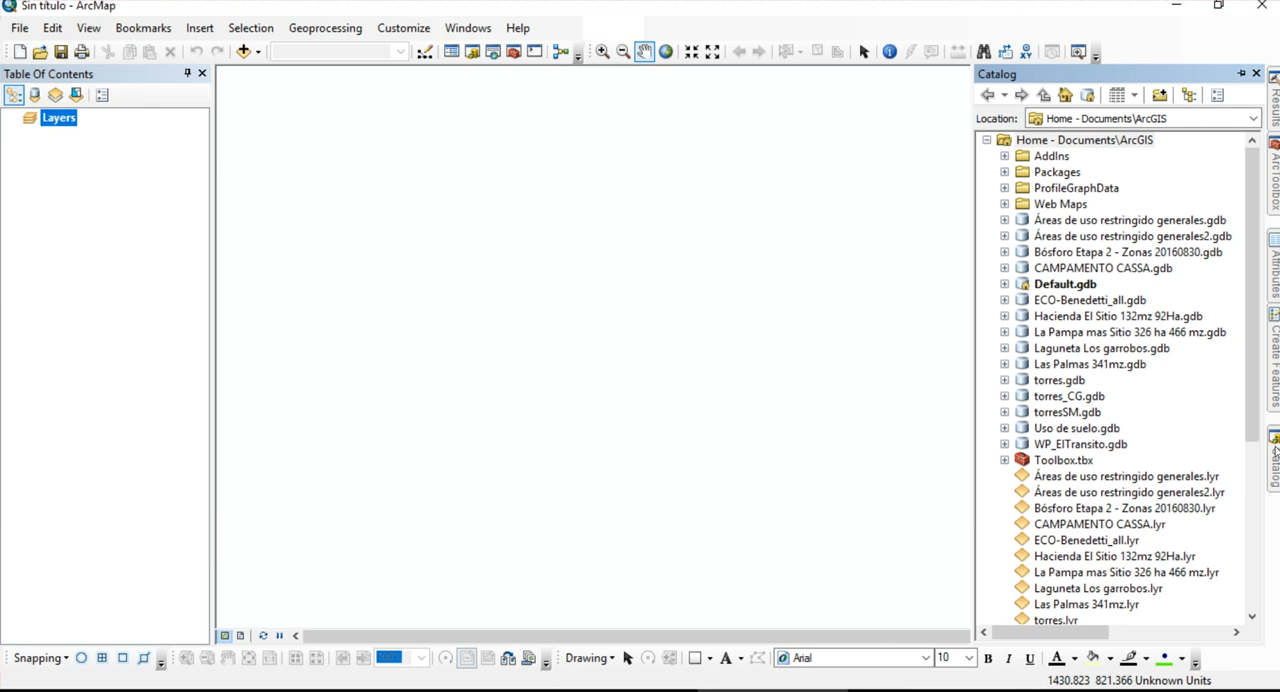 Sin título - ArcMap
File Edit View Bookmarks Insert Selection Geoprocessing Customize Windows Help
Table Of Contents
Layers
Catalog
Location: Home - Documents\ArcGIS
Home - Documents\ArcGIS
AddIns
Packages
ProfileGraphData
Web Maps
Áreas de uso restringido generales.gdb
Áreas de uso restringido generales2.gdb
Bósforo Etapa 2 - Zonas 20160830.gdb
CAMPAMENTO CASSA.gdb
Default.gdb
ECO-Benedetti_all.gdb
Hacienda El Sitio 132mz 92Ha.gdb
La Pampa mas Sitio 326 ha 466 mz.gdb
Laguneta Los garrobos.gdb
Las Palmas 341mz.gdb
torres.gdb
torres_CG.gdb
torresSM.gdb
Uso de suelo.gdb
WP_ElTransito.gdb
Toolbox.tbx
Áreas de uso restringido generales.lyr
Áreas de uso restringido generales2.lyr
Bósforo Etapa 2 - Zonas 20160830.lyr
CAMPAMENTO CASSA.lyr
ECO-Benedetti_all.lyr
Hacienda El Sitio 132mz 92Ha.lyr
La Pampa mas Sitio 326 ha 466 mz.lyr
Laguneta Los garrobos.lyr
Las Palmas 341mz.lyr
torres.lyr
Results
ArcToolbox
Attributes
Create Features
Catalog
Snapping 100% Drawing A Arial 10 B I U A
1430.823 821.366 Unknown Units